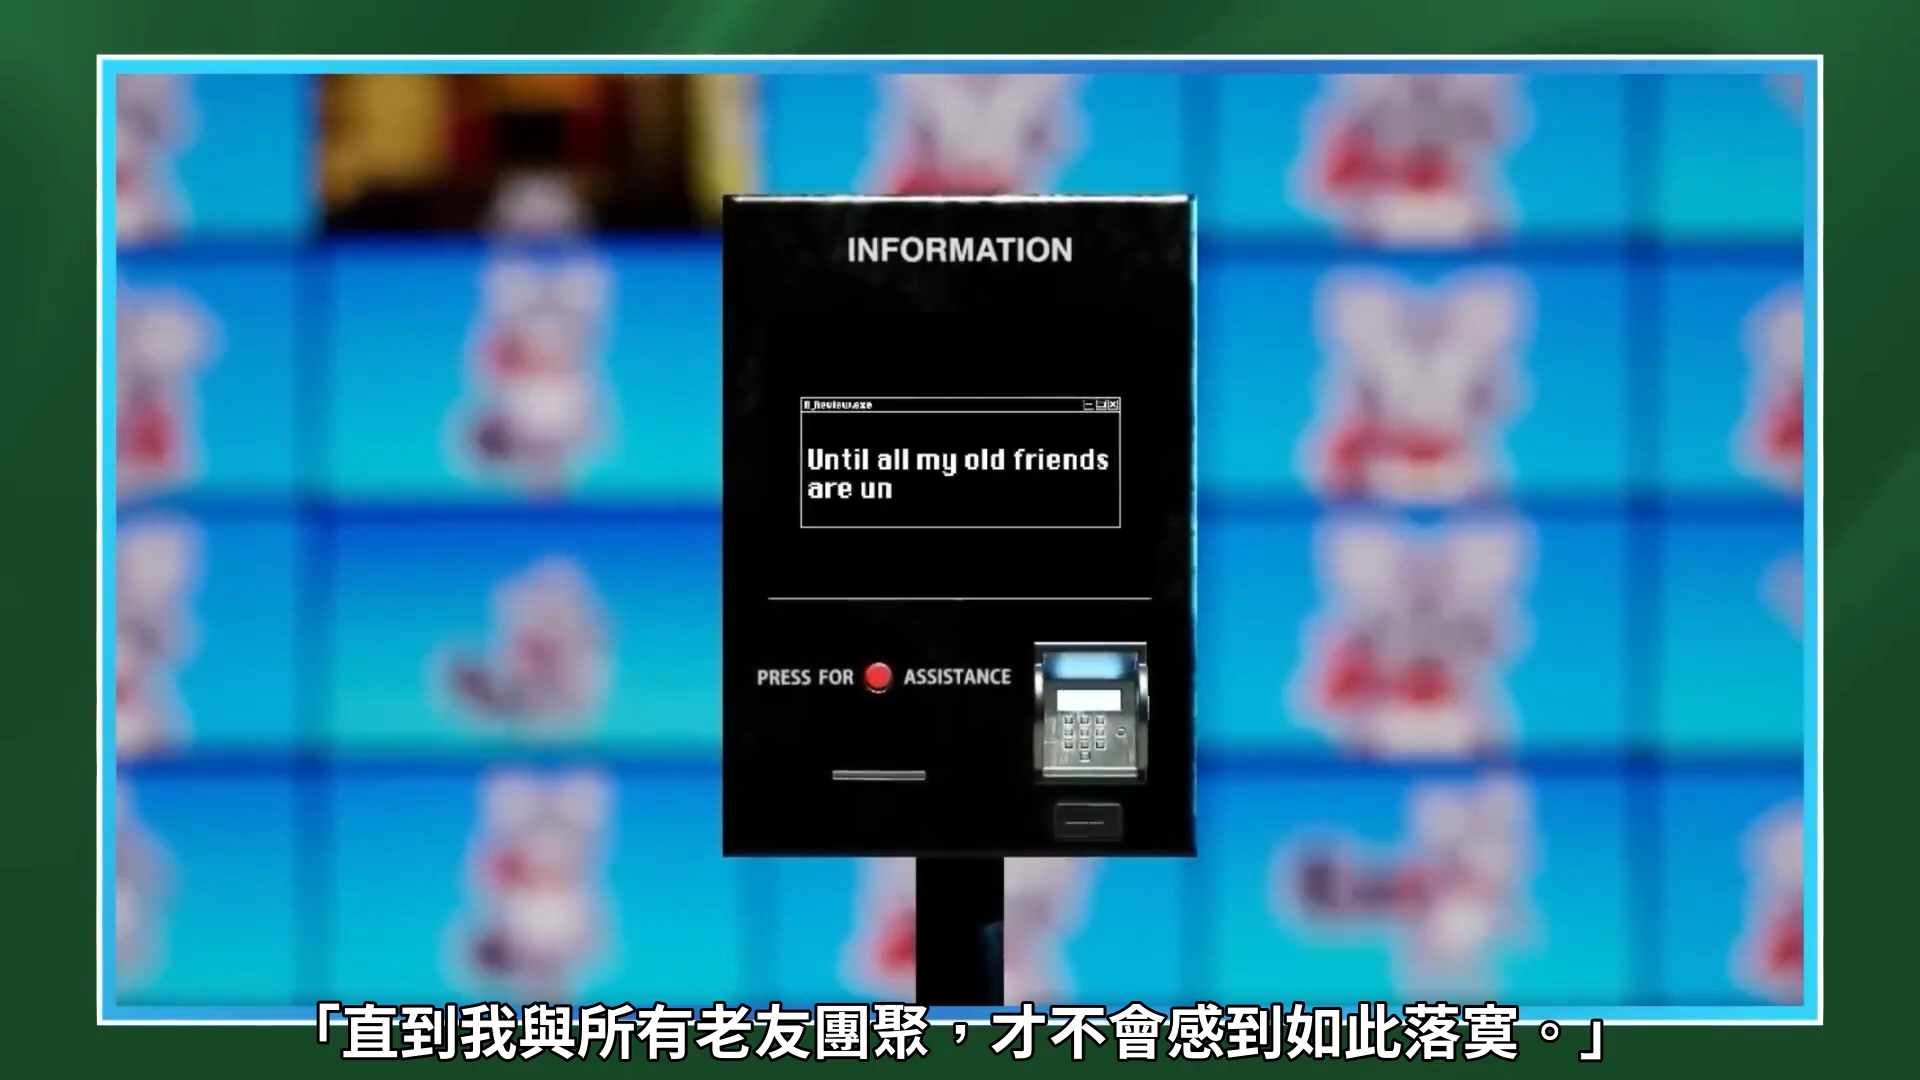 INFORMATION
Until all my old friends
are un
PRESS FOR ASSISTANCE
「直到我與所有老友團聚，才不會感到如此落寞。」